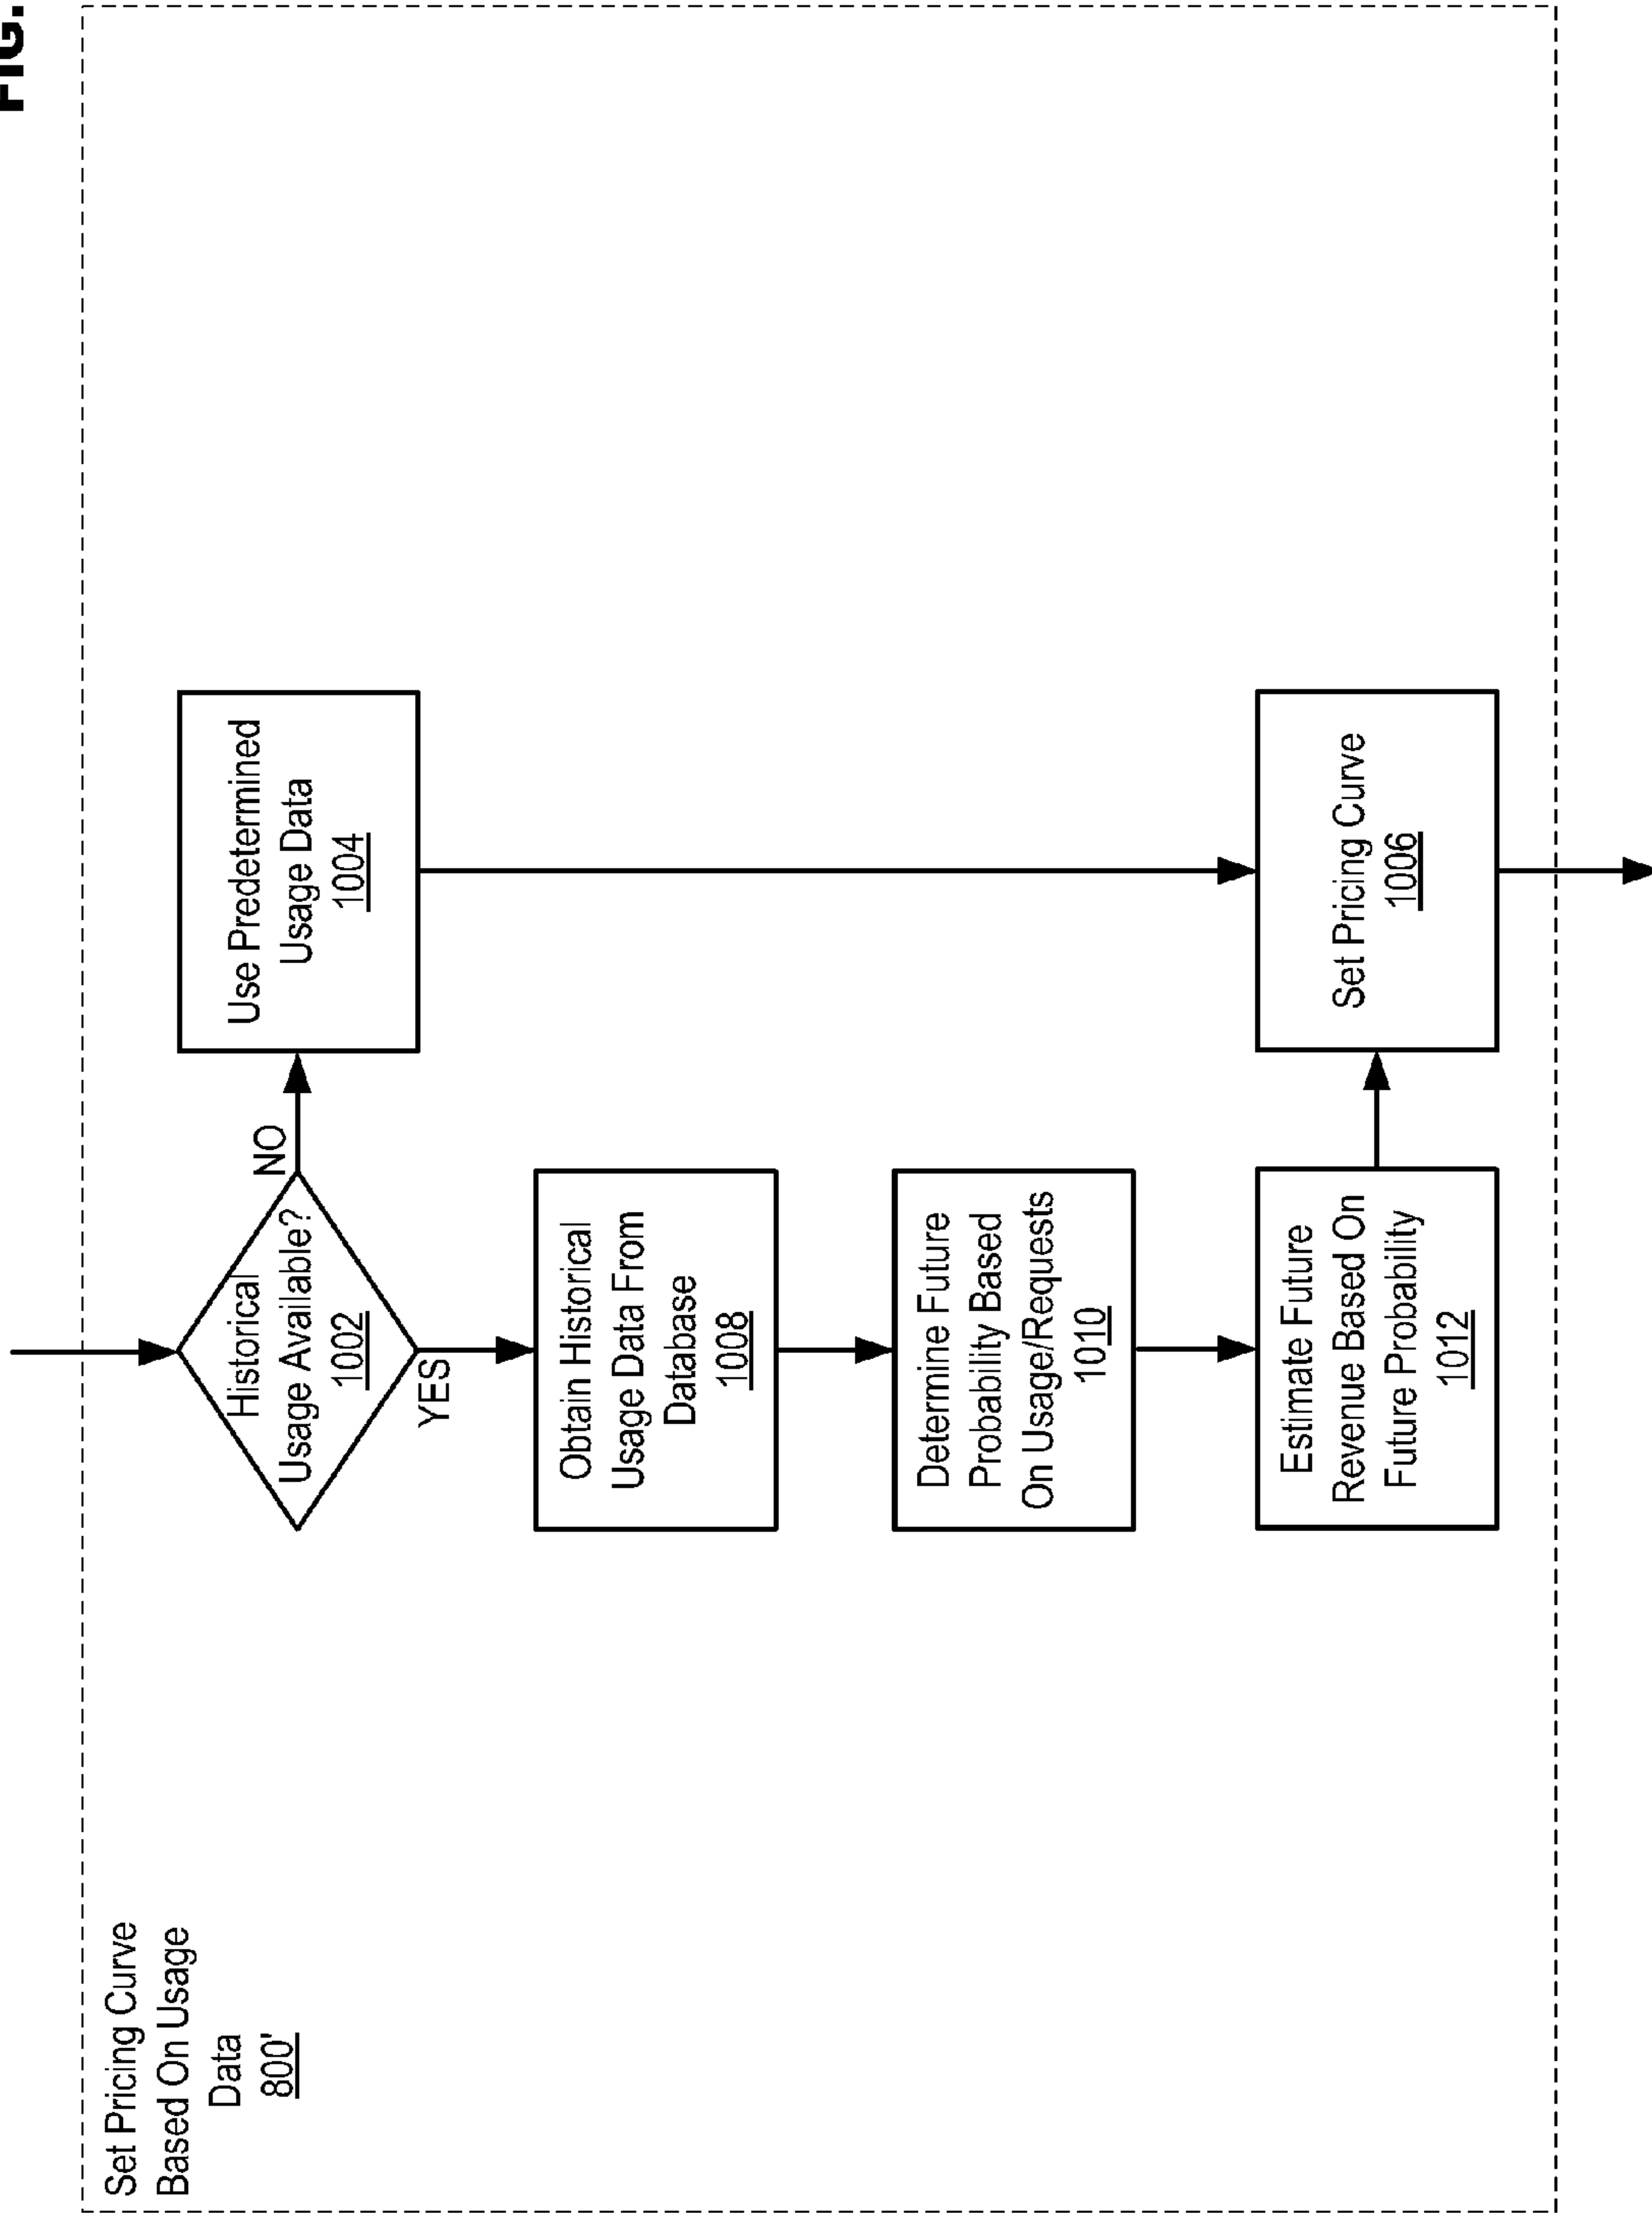 FIG.
Set Pricing Curve
Based On Usage
Data
800'
Historical
Usage Available?
1002
NO
YES
Use Predetermined
Usage Data
1004
Obtain Historical
Usage Data From
Database
1008
Determine Future
Probability Based
On Usage/Requests
1010
Estimate Future
Revenue Based On
Future Probability
1012
Set Pricing Curve
1006